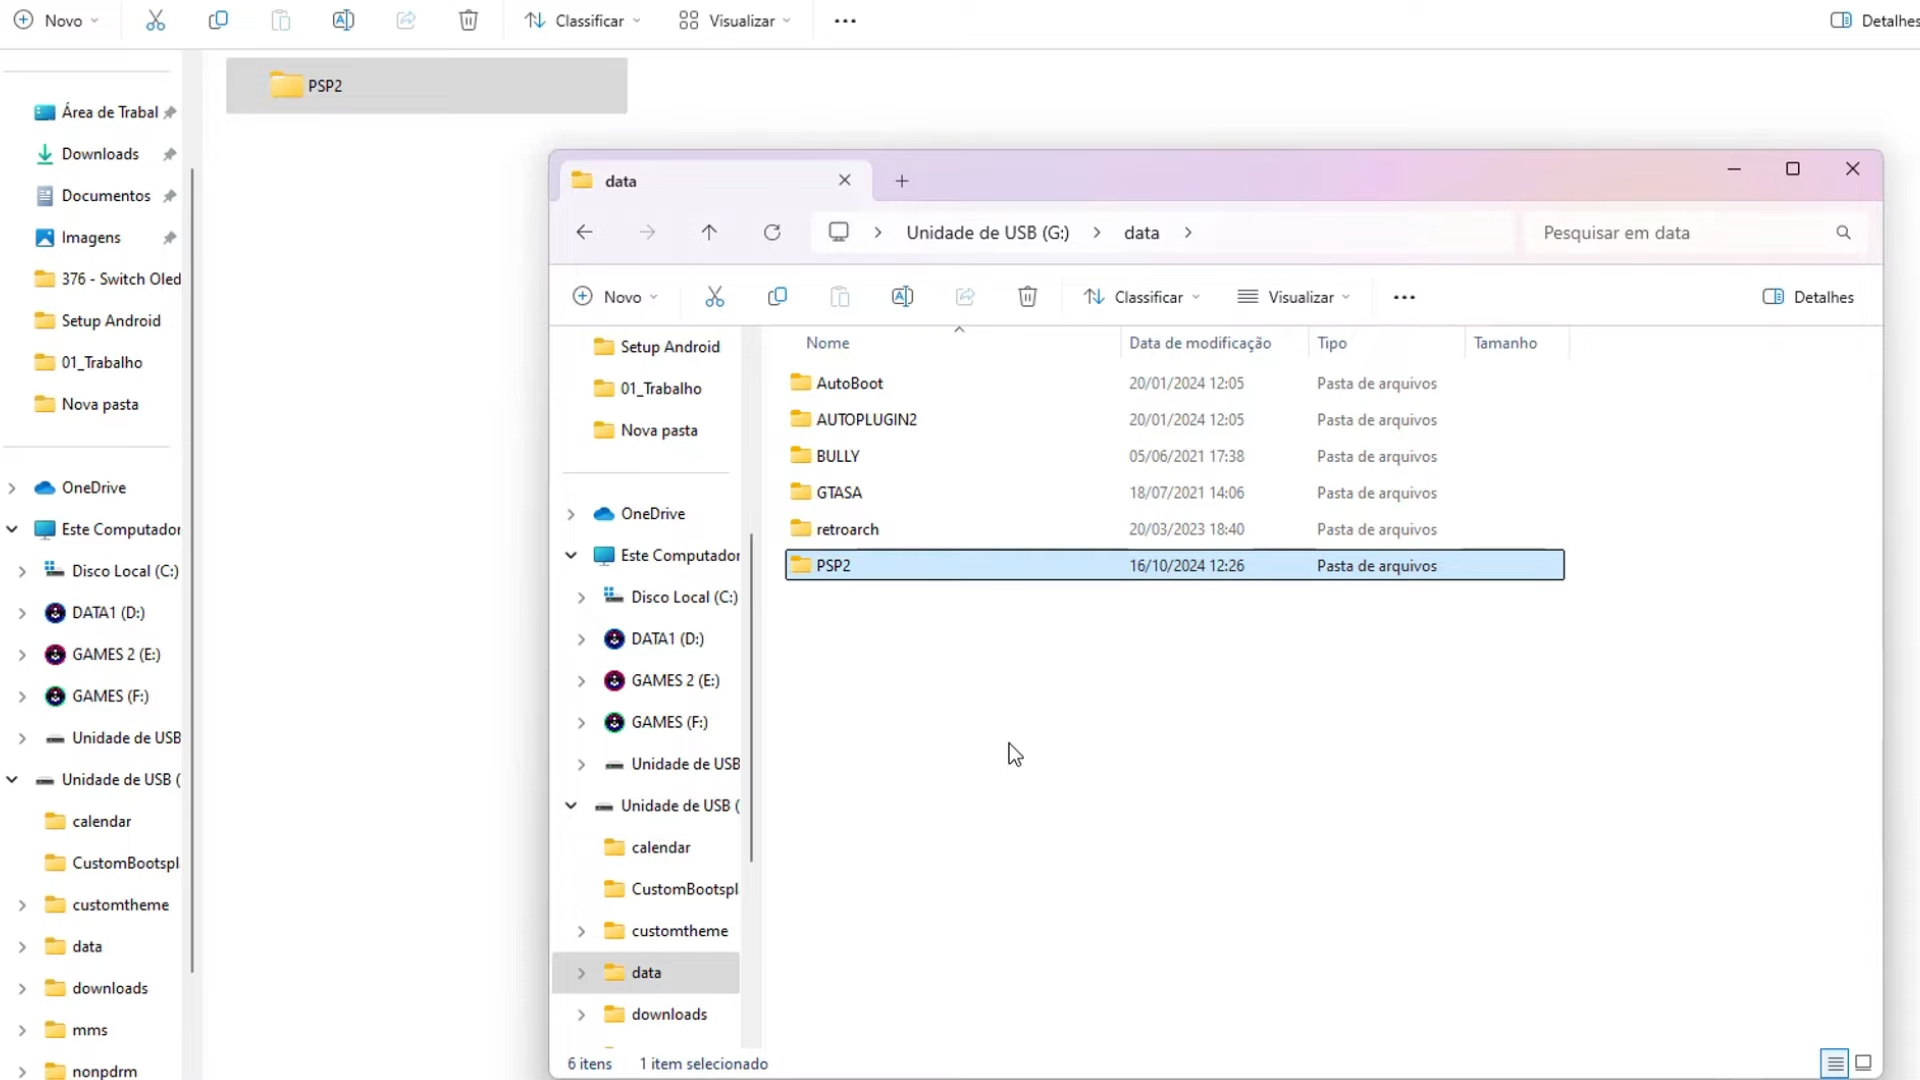 Novo
Classificar
Visualizar
Detalhes
PSP2
Área de Trabal
Downloads
Documentos
Imagens
376 - Switch Oled
Setup Android
01_Trabalho
Nova pasta
OneDrive
Este Computador
Disco Local (C:)
DATA1 (D:)
GAMES 2 (E:)
GAMES (F:)
Unidade de USB
Unidade de USB (
calendar
CustomBootspl
customtheme
data
downloads
mms
nonpdrm
data
Unidade de USB (G:) > data >
Pesquisar em data
Novo
Classificar
Visualizar
Detalhes
Setup Android
01_Trabalho
Nova pasta
OneDrive
Este Computador
Disco Local (C:)
DATA1 (D:)
GAMES 2 (E:)
GAMES (F:)
Unidade de USB
Unidade de USB (
calendar
CustomBootspl
customtheme
data
downloads
Nome Data de modificação Tipo Tamanho
AutoBoot 20/01/2024 12:05 Pasta de arquivos
AUTOPLUGIN2 20/01/2024 12:05 Pasta de arquivos
BULLY 05/06/2021 17:38 Pasta de arquivos
GTASA 18/07/2021 14:06 Pasta de arquivos
retroarch 20/03/2023 18:40 Pasta de arquivos
PSP2 16/10/2024 12:26 Pasta de arquivos
6 itens 1 item selecionado